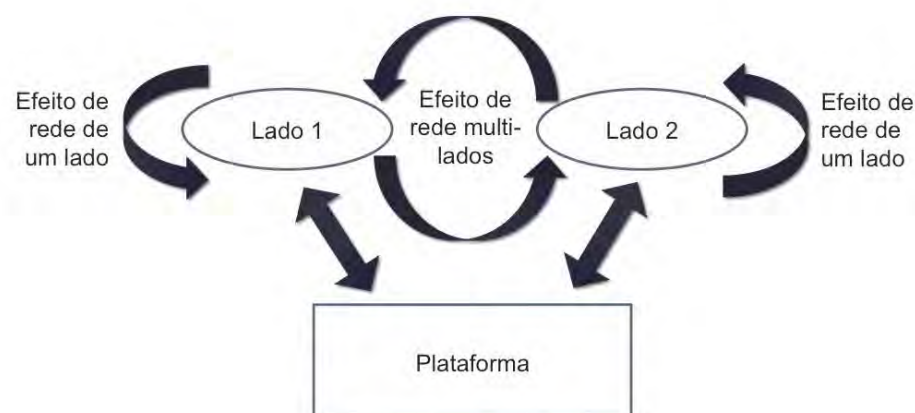 Efeito de
rede de
um lado
Lado 1
Efeito de
rede multi-
lados
Lado 2
Efeito de
rede de
um lado
Plataforma